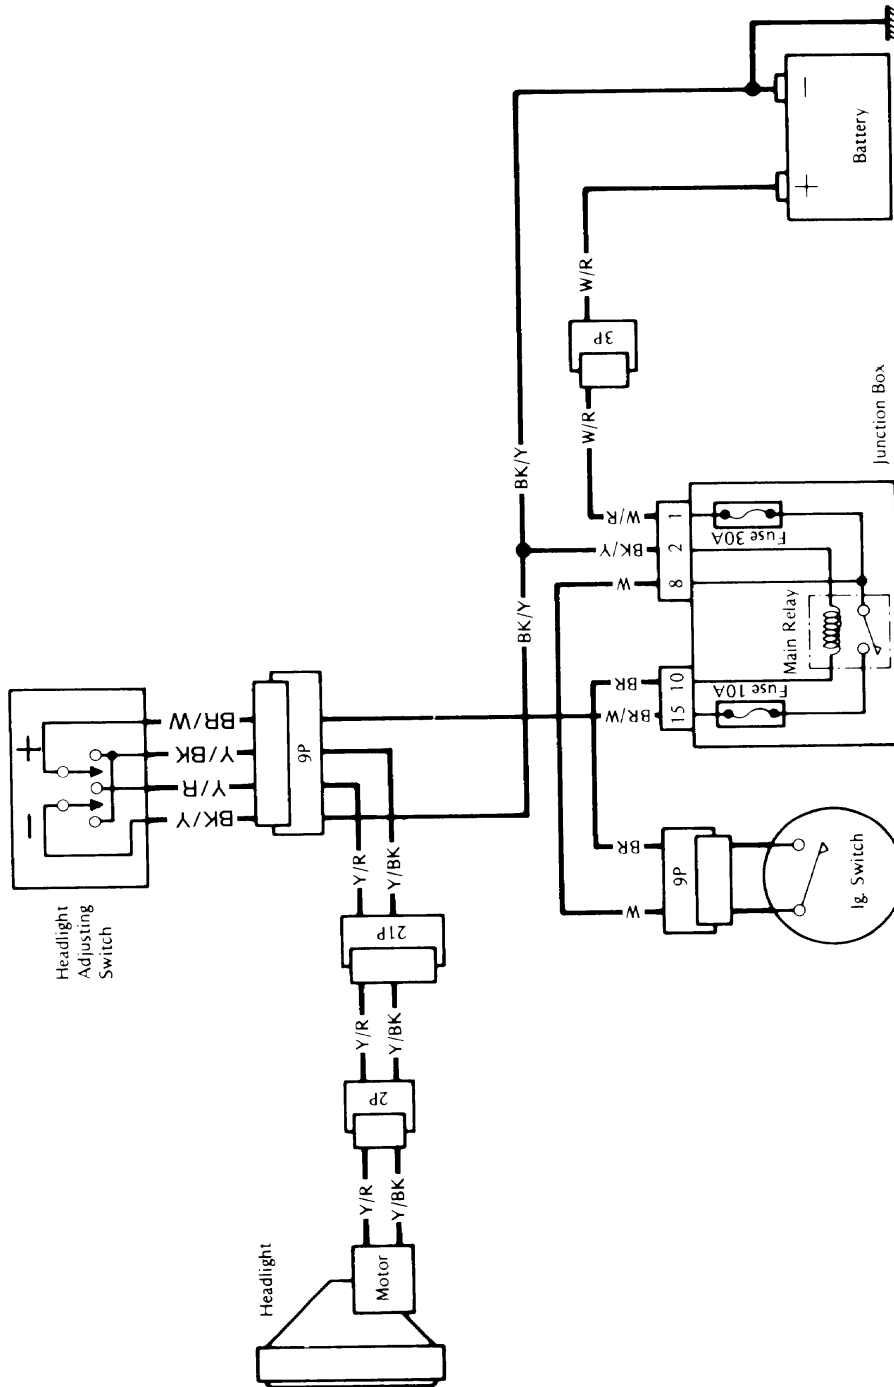 Headlight
Adjusting
Switch
+
−
BR/W
Y/BK
Y/R
BK/Y
9P
Y/R
Y/BK
21P
Y/R
Y/BK
2P
Y/R
Y/BK
Headlight
Motor
BK/Y
BK/Y
W/R
3P
W/R
−
+
Battery
Junction Box
W/R
BK/Y
W
1
2
8
Fuse 30A
Main Relay
BR
BR/W
10
15
Fuse 10A
BR
W
9P
Ig. Switch